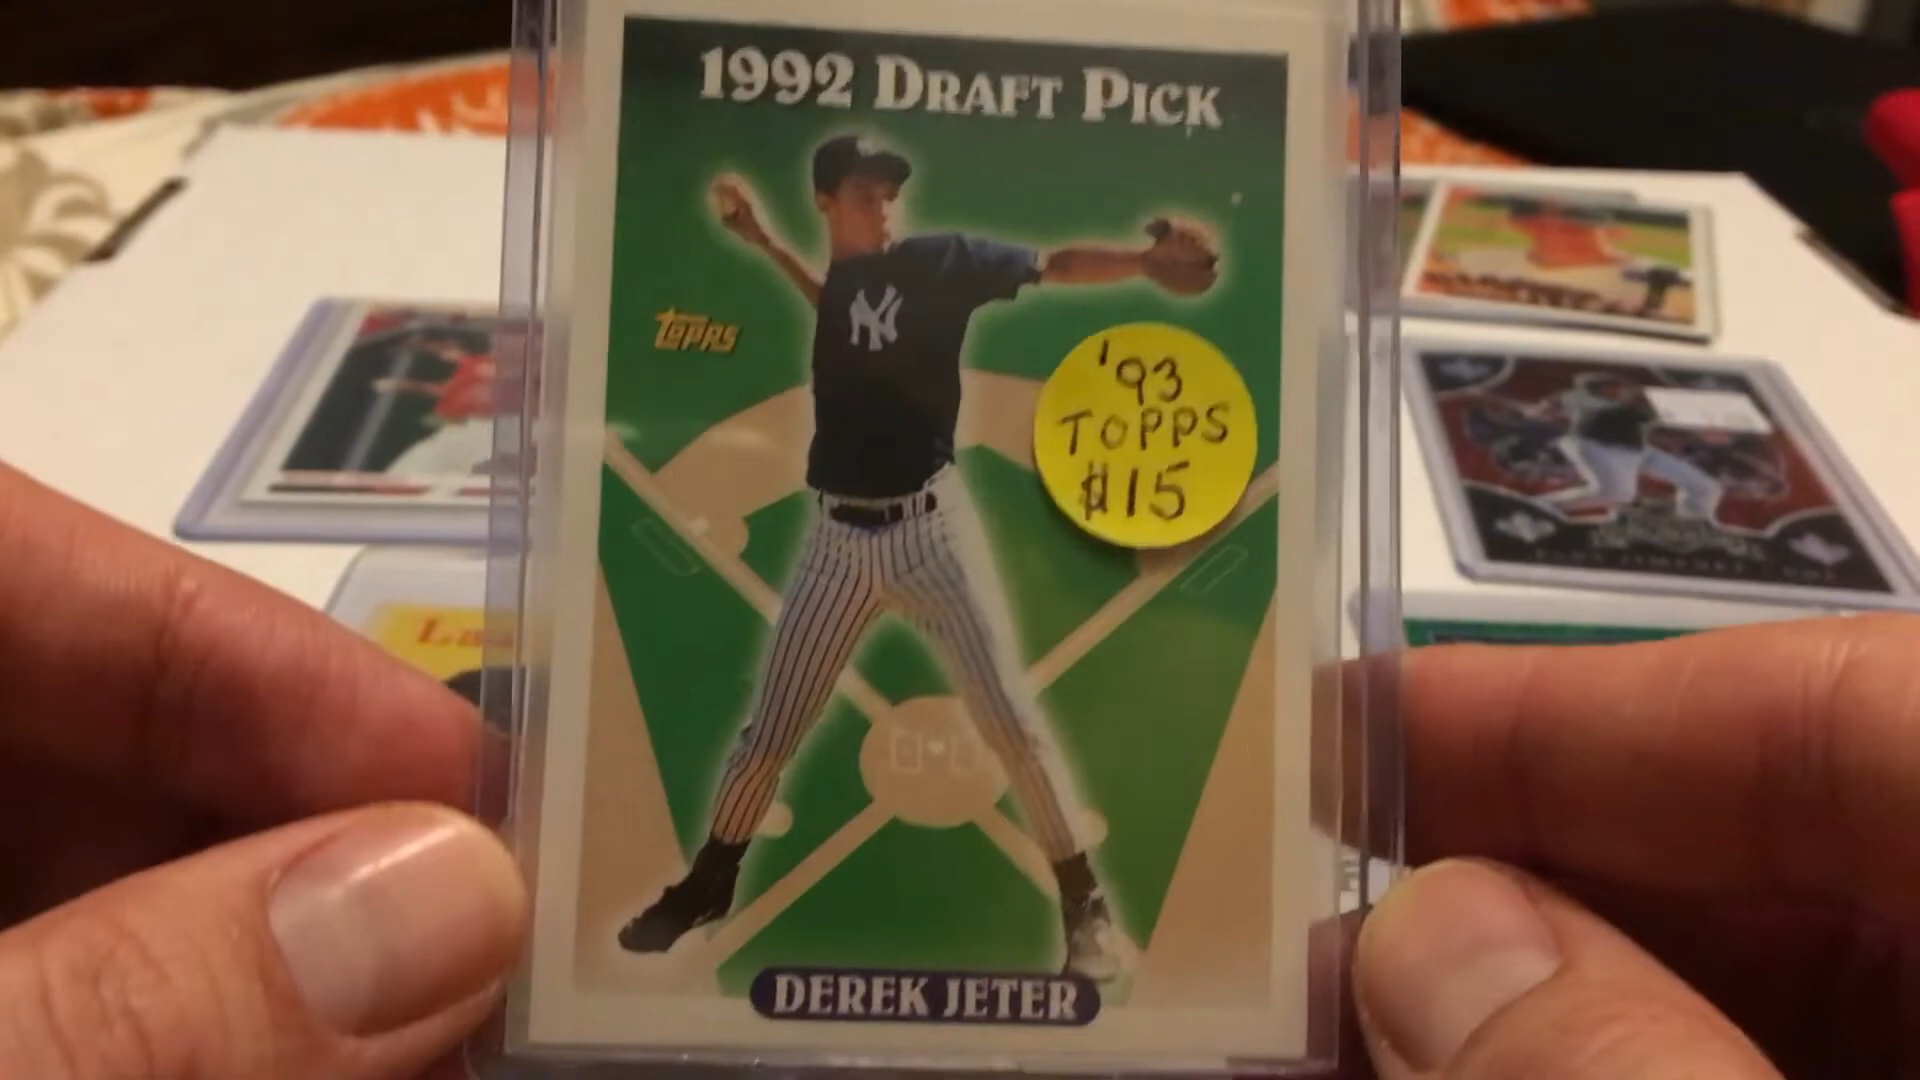 1992 DRAFT PICK
TOPPS
'93
TOPPS
$15
DEREK JETER